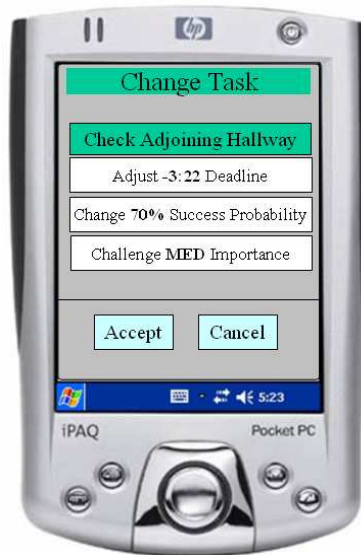 hp
Change Task
Check Adjoining Hallway
Adjust -3:22 Deadline
Change 70% Success Probability
Challenge MED Importance
Accept
Cancel
5:23
iPAQ
Pocket PC